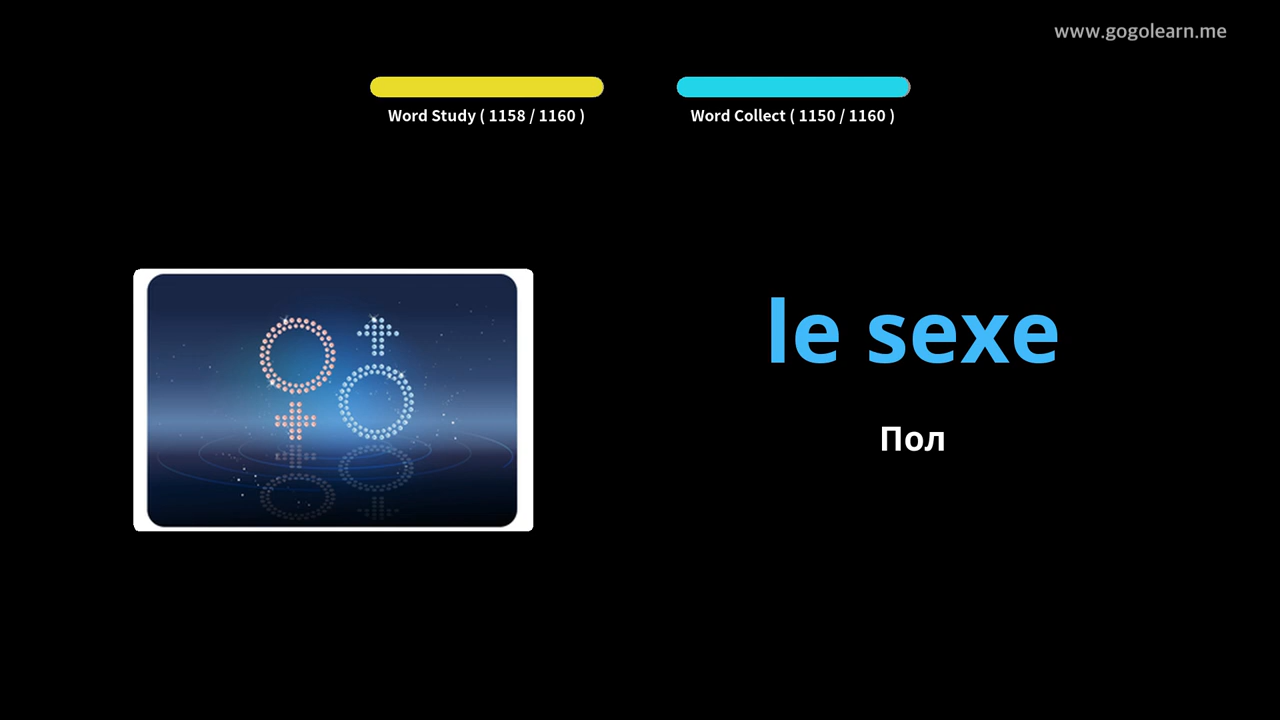 www.gogolearn.me
Word Study ( 1158 / 1160 )
Word Collect ( 1150 / 1160 )
le sexe
Пол